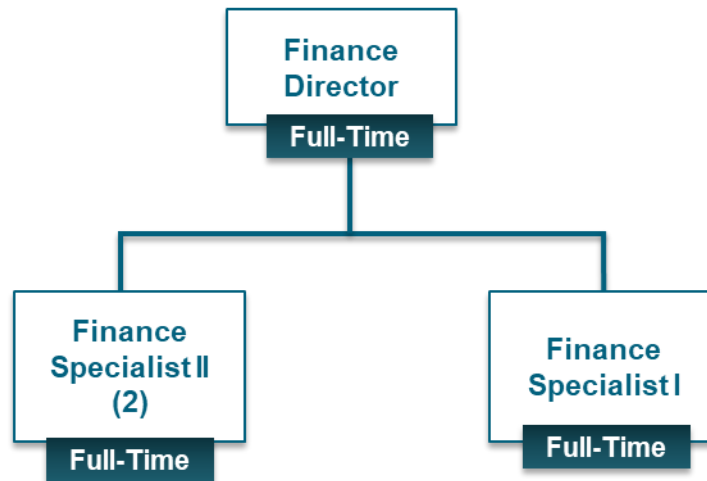 Finance
Director
Full-Time
Finance
Specialist II
(2)
Full-Time
Finance
Specialist I
Full-Time